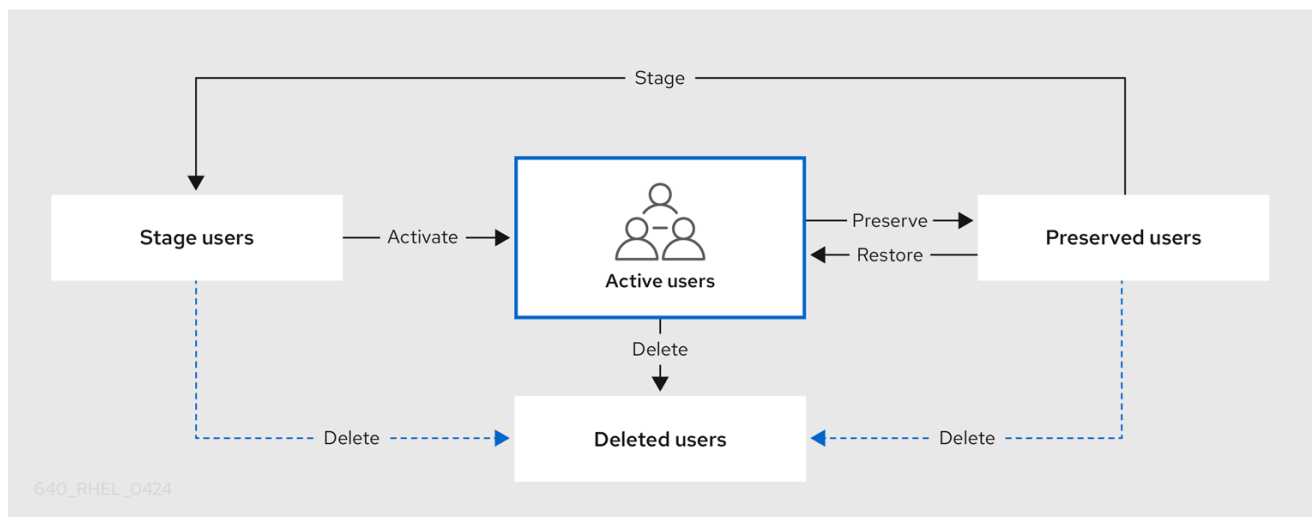 Stage
Stage users
Activate
Active users
Preserve
Restore
Preserved users
Delete
Delete
Deleted users
Delete
640_RHEL_0424